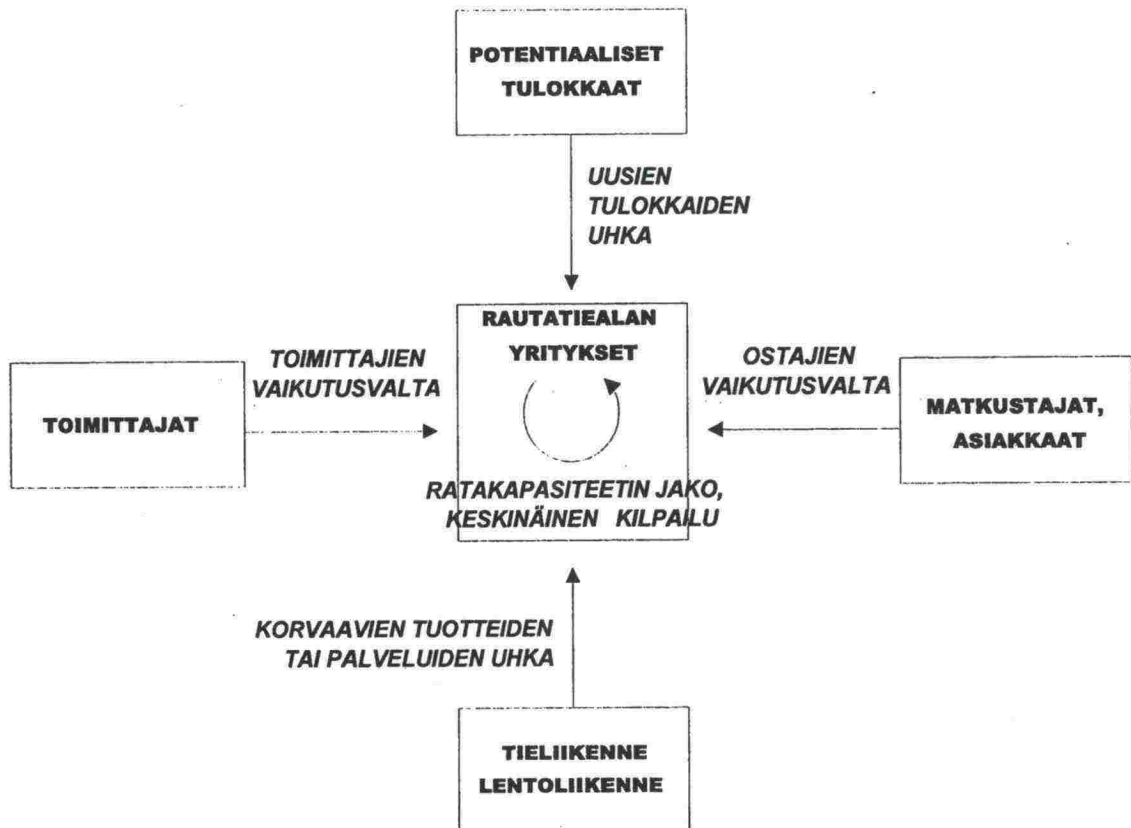 POTENTIAALISET
TULOKKAAT
UUSIEN
TULOKKAIDEN
UHKA
RAUTATIEALAN
YRITYKSET
TOIMITTAJIEN
VAIKUTUSVALTA
OSTAJIEN
VAIKUTUSVALTA
TOIMITTAJAT
MATKUSTAJAT,
ASIAKKAAT
RATAKAPASITEETIN JAKO,
KESKINÄINEN KILPAILU
KORVAAVIEN TUOTTEIDEN
TAI PALVELUIDEN UHKA
TIELIIKENNE
LENTOLIIKENNE